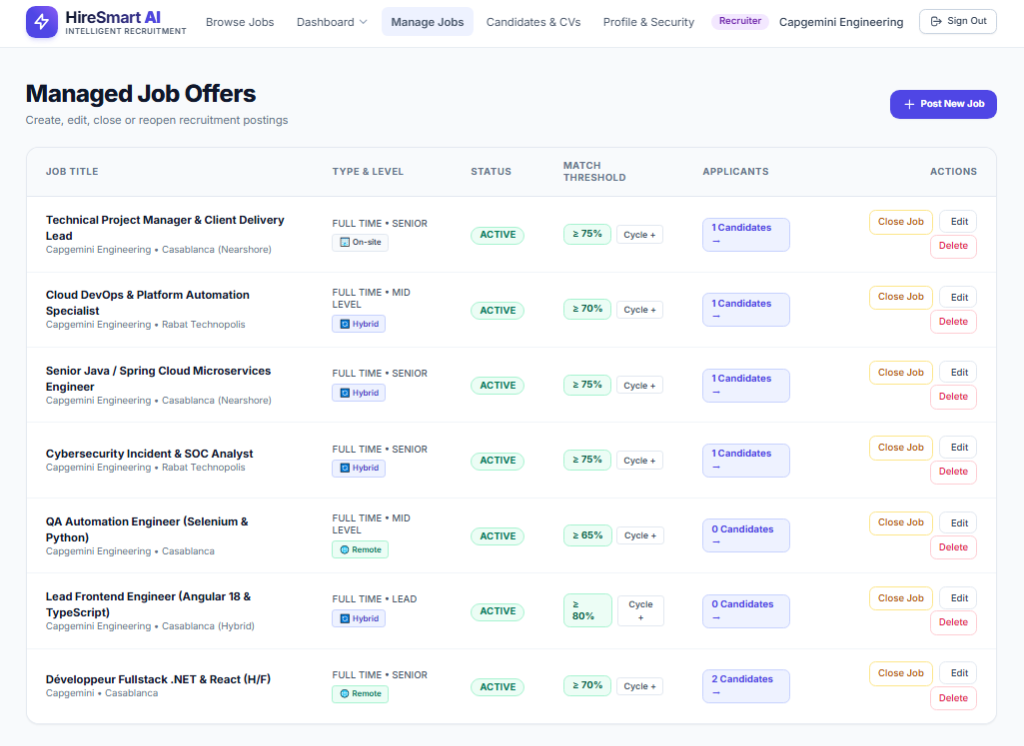 HireSmart AI
INTELLIGENT RECRUITMENT
Browse Jobs
Dashboard
Manage Jobs
Candidates & CVs
Profile & Security
Recruiter
Capgemini Engineering
Sign Out
Managed Job Offers
Create, edit, close or reopen recruitment postings
+ Post New Job
JOB TITLE
TYPE & LEVEL
STATUS
MATCH
THRESHOLD
APPLICANTS
ACTIONS
Technical Project Manager & Client Delivery
Lead
Capgemini Engineering • Casablanca (Nearshore)
FULL TIME • SENIOR
On-site
ACTIVE
≥ 75%
Cycle +
1 Candidates
→
Close Job
Edit
Delete
Cloud DevOps & Platform Automation
Specialist
Capgemini Engineering • Rabat Technopolis
FULL TIME • MID
LEVEL
Hybrid
ACTIVE
≥ 70%
Cycle +
1 Candidates
→
Close Job
Edit
Delete
Senior Java / Spring Cloud Microservices
Engineer
Capgemini Engineering • Casablanca (Nearshore)
FULL TIME • SENIOR
Hybrid
ACTIVE
≥ 75%
Cycle +
1 Candidates
→
Close Job
Edit
Delete
Cybersecurity Incident & SOC Analyst
Capgemini Engineering • Rabat Technopolis
FULL TIME • SENIOR
Hybrid
ACTIVE
≥ 75%
Cycle +
1 Candidates
→
Close Job
Edit
Delete
QA Automation Engineer (Selenium &
Python)
Capgemini Engineering • Casablanca
FULL TIME • MID
LEVEL
Remote
ACTIVE
≥ 65%
Cycle +
0 Candidates
→
Close Job
Edit
Delete
Lead Frontend Engineer (Angular 18 &
TypeScript)
Capgemini Engineering • Casablanca (Hybrid)
FULL TIME • LEAD
Hybrid
ACTIVE
≥
80%
Cycle
+
0 Candidates
→
Close Job
Edit
Delete
Développeur Fullstack .NET & React (H/F)
Capgemini • Casablanca
FULL TIME • SENIOR
Remote
ACTIVE
≥ 70%
Cycle +
2 Candidates
→
Close Job
Edit
Delete